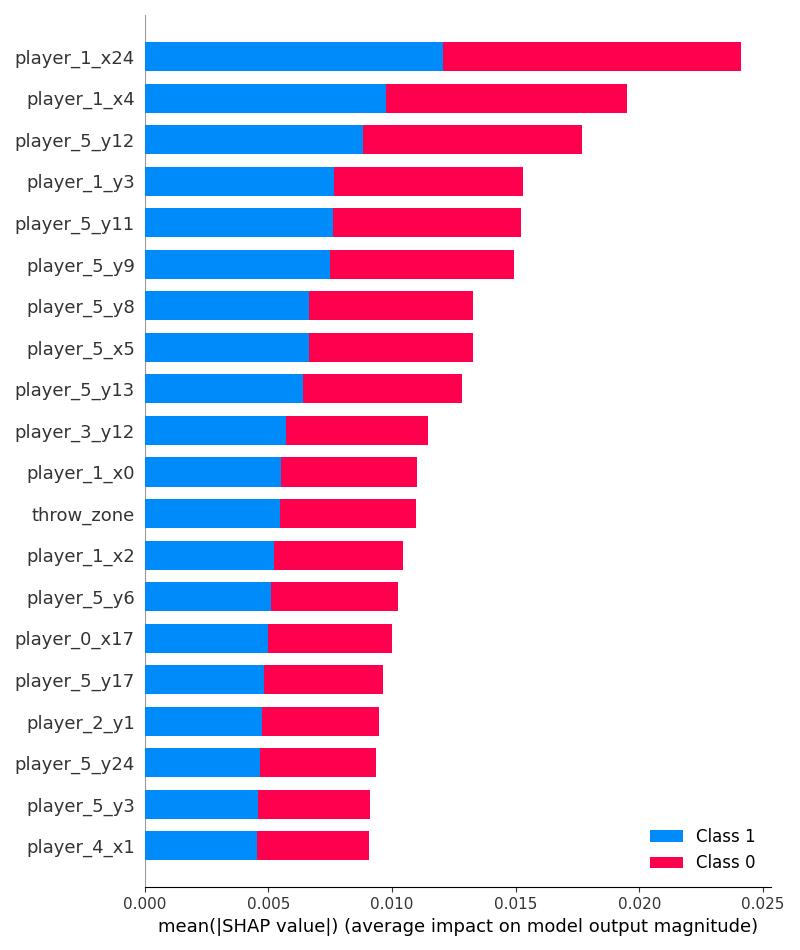 player_1_x24
player_1_x4
player_5_y12
player_1_y3
player_5_y11
player_5_y9
player_5_y8
player_5_x5
player_5_y13
player_3_y12
player_1_x0
throw_zone
player_1_x2
player_5_y6
player_0_x17
player_5_y17
player_2_y1
player_5_y24
player_5_y3
player_4_x1
Class 1
Class 0
0.000 0.005 0.010 0.015 0.020 0.025
mean(|SHAP value|) (average impact on model output magnitude)